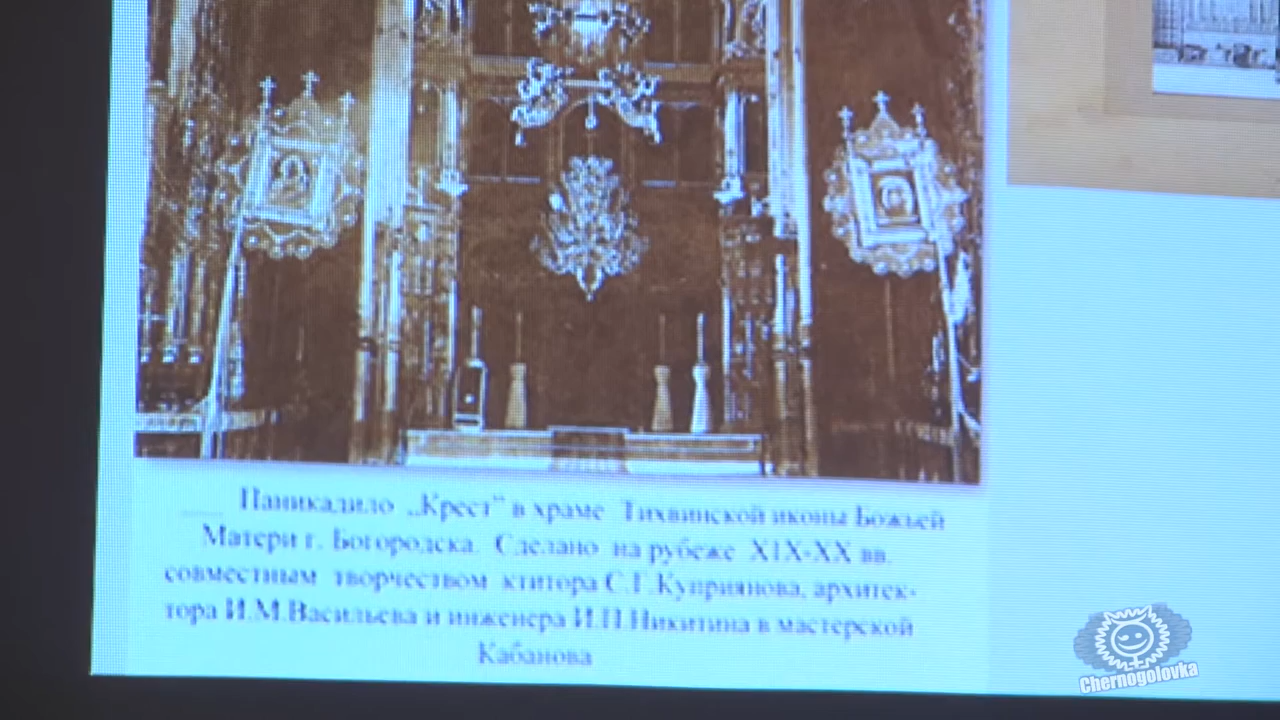 Паникадило „Крест“ в храме Тихвинской иконы Божьей
Матери г. Богородска. Сделано на рубеже XIX-XX вв.
совместным творчеством ктитора С.Г.Куприянова, архитек-
тора И.М.Васильева и инженера И.П.Никитина в мастерской
Кабанова
Chernogolovka